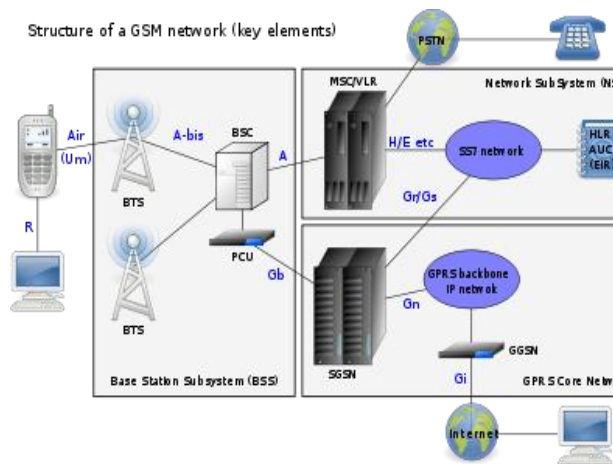 Structure of a GSM network (key elements)
PSTN
MSC/VLR
Network SubSystem (NS
Air
(Um)
A-bis
BSC
A
H/E etc
SS7 network
HLR
AUC
(EIR)
BTS
Gr/Gs
R
PCU
Gb
GPRS backbone
IP netwok
Gn
BTS
GGSN
SGSN
Gi
Base Station Subsystem (BSS)
GPRS Core Netw
Internet